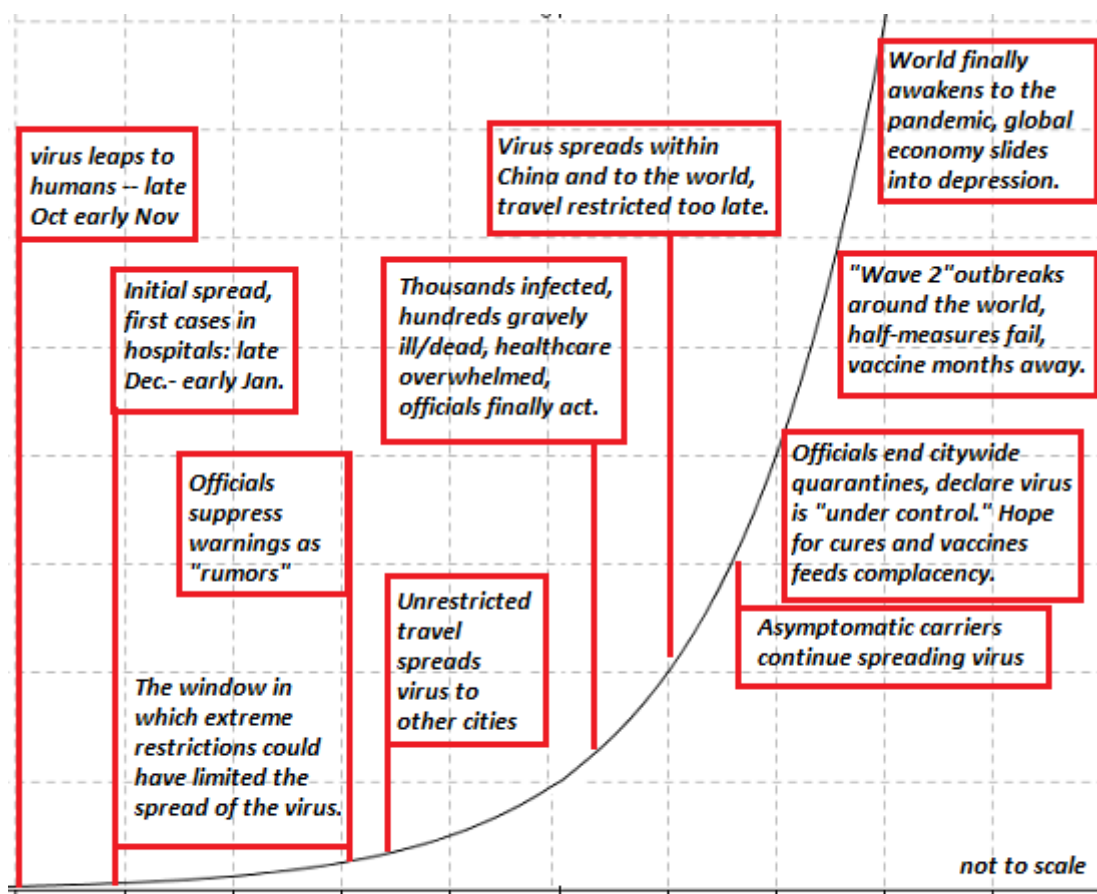 virus leaps to
humans -- late
Oct early Nov
Initial spread,
first cases in
hospitals: late
Dec.- early Jan.
Officials
suppress
warnings as
"rumors"
The window in
which extreme
restrictions could
have limited the
spread of the virus.
Unrestricted
travel
spreads
virus to
other cities
Thousands infected,
hundreds gravely
ill/dead, healthcare
overwhelmed,
officials finally act.
Virus spreads within
China and to the world,
travel restricted too late.
Asymptomatic carriers
continue spreading virus
Officials end citywide
quarantines, declare virus
is "under control." Hope
for cures and vaccines
feeds complacency.
"Wave 2"outbreaks
around the world,
half-measures fail,
vaccine months away.
World finally
awakens to the
pandemic, global
economy slides
into depression.
not to scale